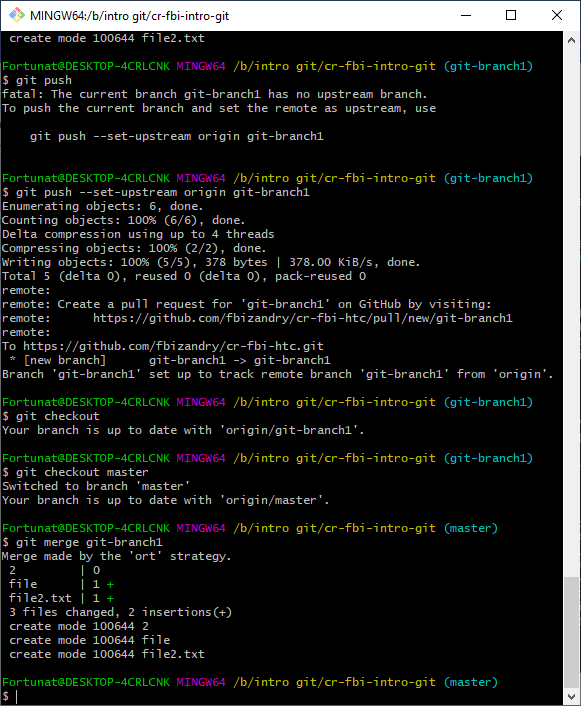 MINGW64:/b/intro git/cr-fbi-intro-git
create mode 100644 file2.txt
Fortunat@DESKTOP-4CRLCNK MINGW64 /b/intro git/cr-fbi-intro-git (git-branch1)
$ git push
fatal: The current branch git-branch1 has no upstream branch.
To push the current branch and set the remote as upstream, use
git push --set-upstream origin git-branch1
Fortunat@DESKTOP-4CRLCNK MINGW64 /b/intro git/cr-fbi-intro-git (git-branch1)
$ git push --set-upstream origin git-branch1
Enumerating objects: 6, done.
Counting objects: 100% (6/6), done.
Delta compression using up to 4 threads
Compressing objects: 100% (2/2), done.
Writing objects: 100% (5/5), 378 bytes | 378.00 KiB/s, done.
Total 5 (delta 0), reused 0 (delta 0), pack-reused 0
remote:
remote: Create a pull request for 'git-branch1' on GitHub by visiting:
remote:      https://github.com/fbizandry/cr-fbi-htc/pull/new/git-branch1
remote:
To https://github.com/fbizandry/cr-fbi-htc.git
 * [new branch]      git-branch1 -> git-branch1
Branch 'git-branch1' set up to track remote branch 'git-branch1' from 'origin'.
Fortunat@DESKTOP-4CRLCNK MINGW64 /b/intro git/cr-fbi-intro-git (git-branch1)
$ git checkout
Your branch is up to date with 'origin/git-branch1'.
Fortunat@DESKTOP-4CRLCNK MINGW64 /b/intro git/cr-fbi-intro-git (git-branch1)
$ git checkout master
Switched to branch 'master'
Your branch is up to date with 'origin/master'.
Fortunat@DESKTOP-4CRLCNK MINGW64 /b/intro git/cr-fbi-intro-git (master)
$ git merge git-branch1
Merge made by the 'ort' strategy.
 2         | 0
 file      | 1 +
 file2.txt | 1 +
 3 files changed, 2 insertions(+)
 create mode 100644 2
 create mode 100644 file
 create mode 100644 file2.txt
Fortunat@DESKTOP-4CRLCNK MINGW64 /b/intro git/cr-fbi-intro-git (master)
$